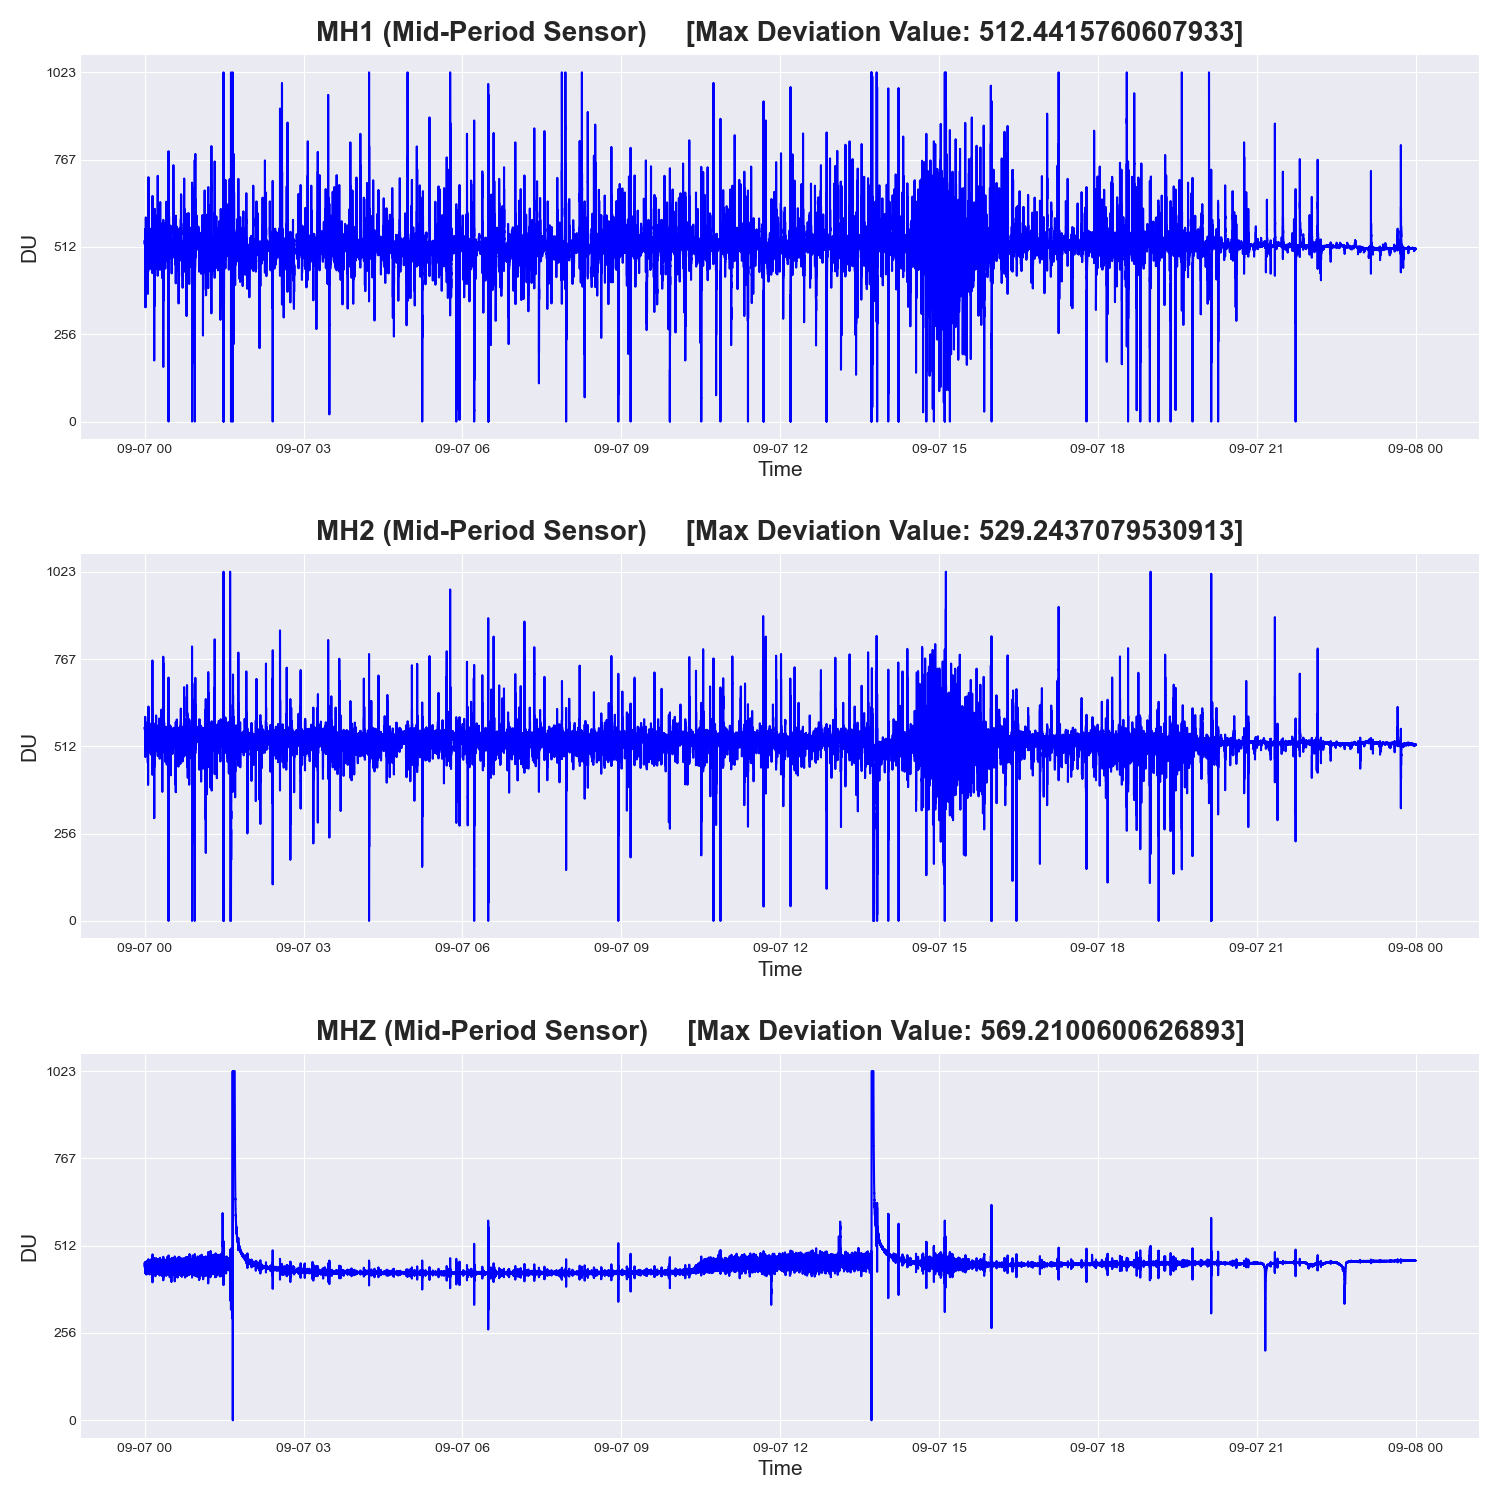 MH1 (Mid-Period Sensor) [Max Deviation Value: 512.4415760607933]
1023
767
512
256
0
DU
09-07 00 09-07 03 09-07 06 09-07 09 09-07 12 09-07 15 09-07 18 09-07 21 09-08 00
Time
MH2 (Mid-Period Sensor) [Max Deviation Value: 529.2437079530913]
1023
767
512
256
0
DU
09-07 00 09-07 03 09-07 06 09-07 09 09-07 12 09-07 15 09-07 18 09-07 21 09-08 00
Time
MHZ (Mid-Period Sensor) [Max Deviation Value: 569.2100600626893]
1023
767
512
256
0
DU
09-07 00 09-07 03 09-07 06 09-07 09 09-07 12 09-07 15 09-07 18 09-07 21 09-08 00
Time